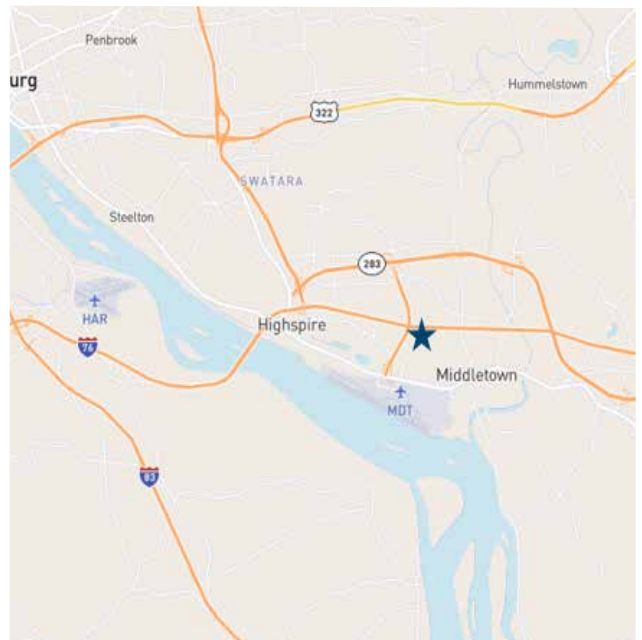 Penbrook
urg
Hummelstown
322
SWATARA
Steelton
283
HAR
Highspire
76
Middletown
MDT
83